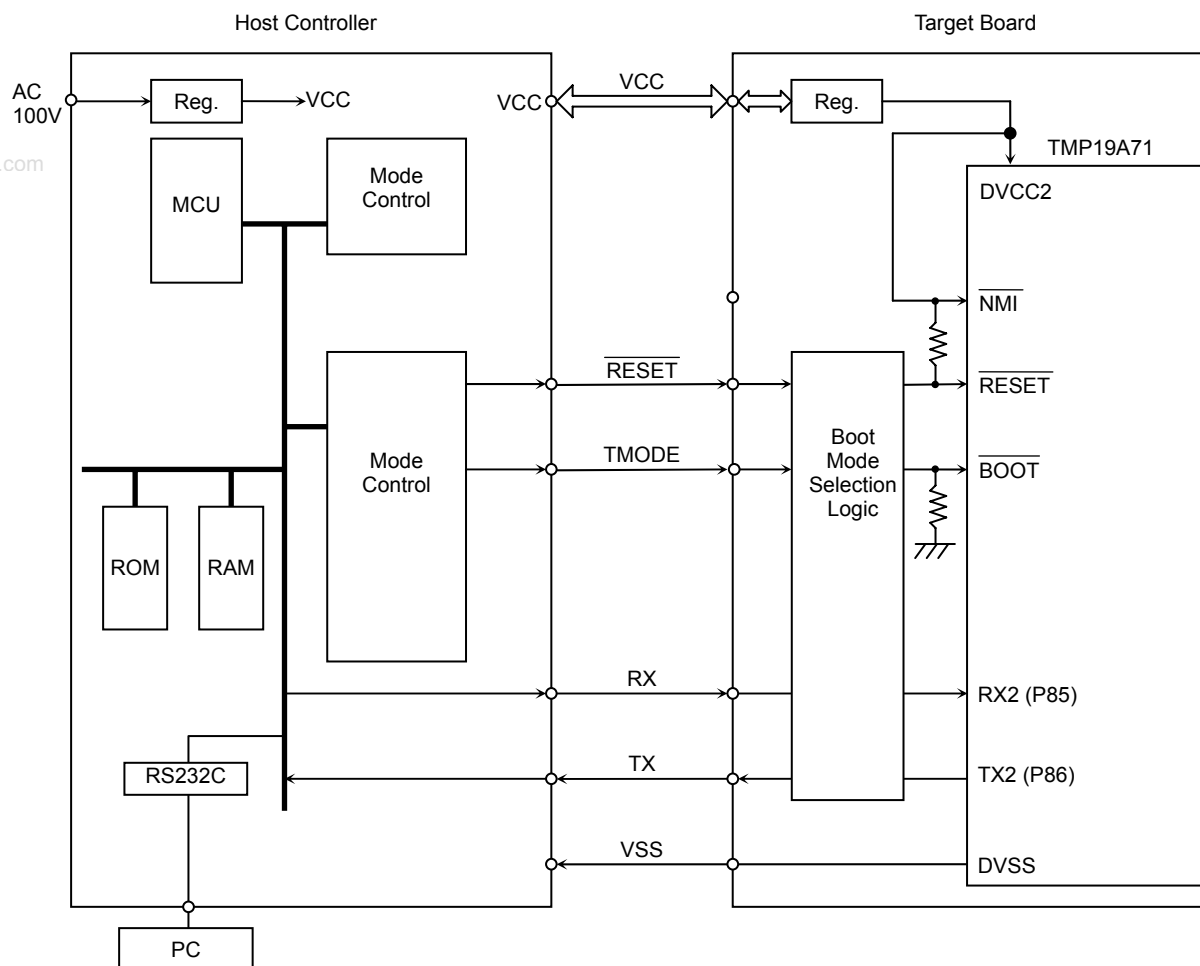 Host Controller
Target Board
AC
100V
Reg.
VCC
VCC
VCC
Reg.
.com
MCU
Mode
Control
TMP19A71
DVCC2
NMI
RESET
RESET
Mode
Control
TMODE
Boot
Mode
Selection
Logic
BOOT
ROM
RAM
RX
RX2 (P85)
RS232C
TX
TX2 (P86)
VSS
DVSS
PC